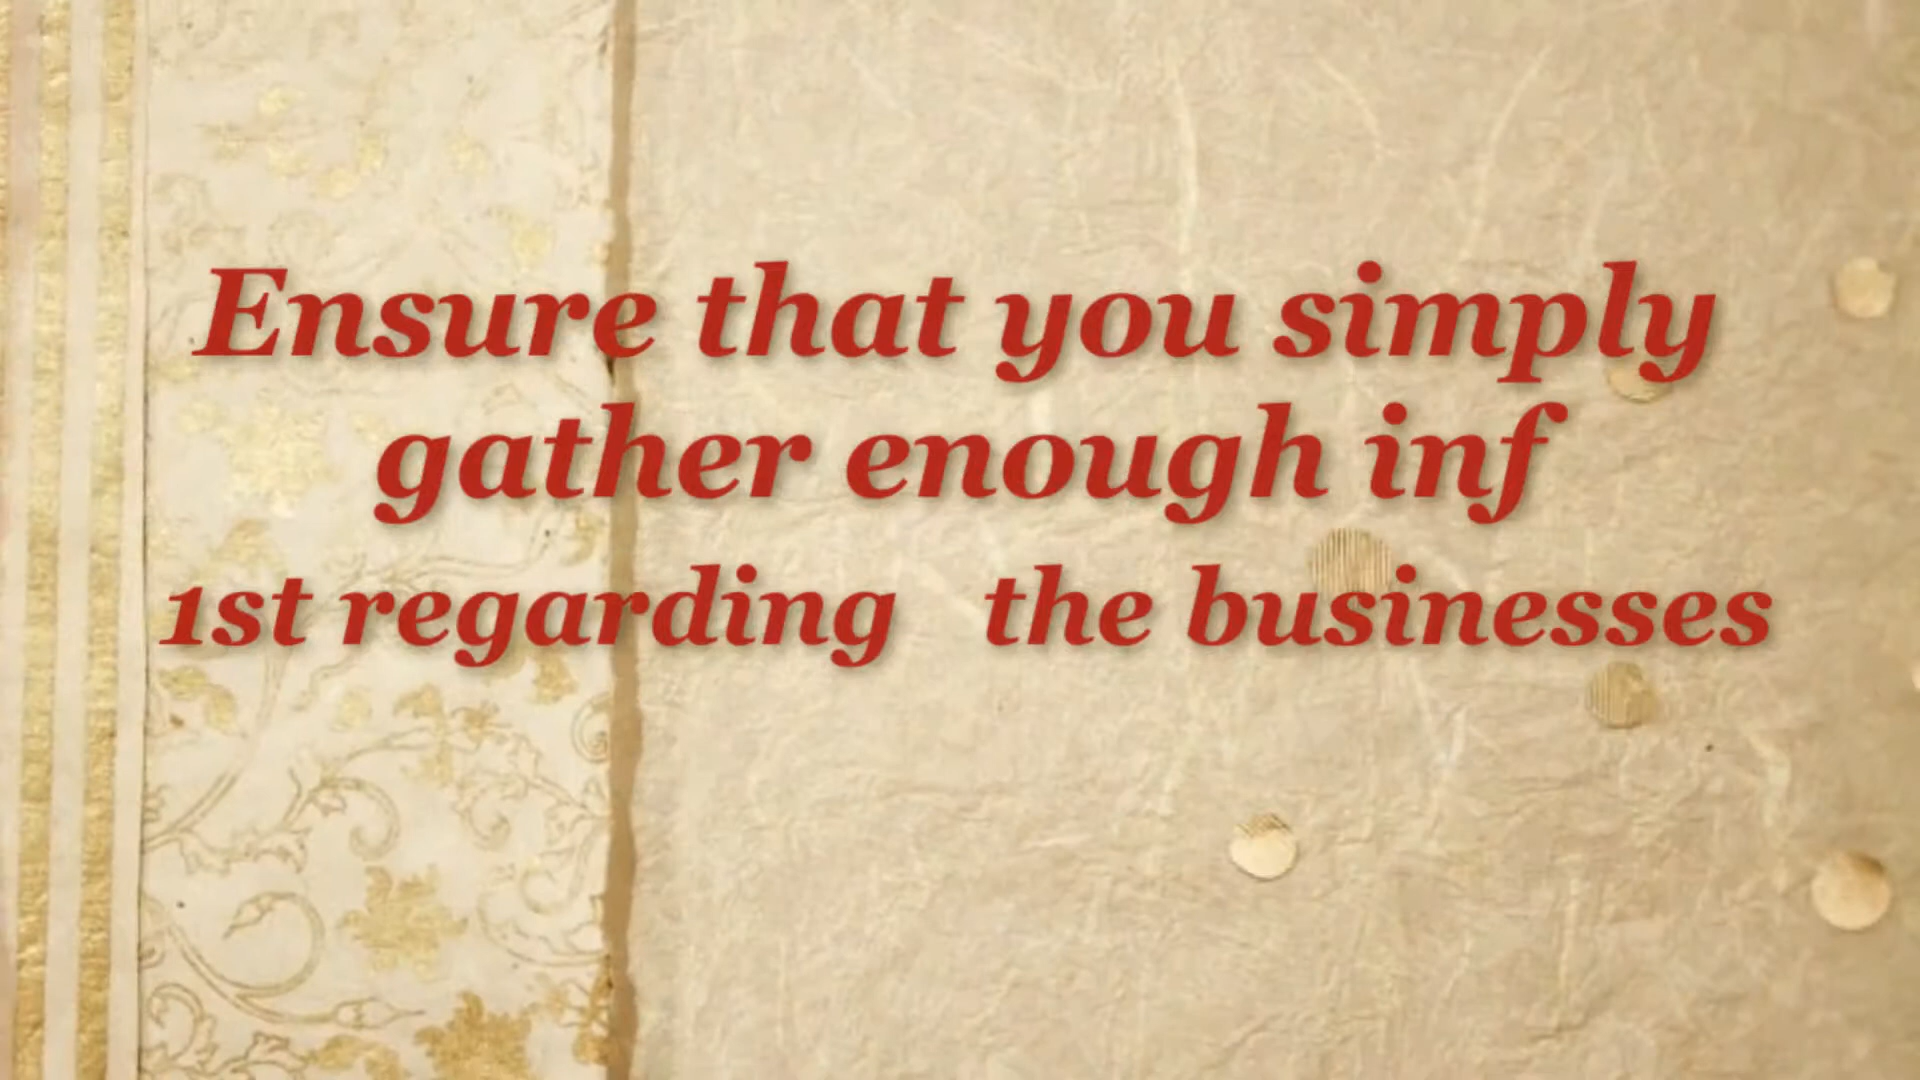 Ensure that you simply
gather enough inf
1st regarding the businesses